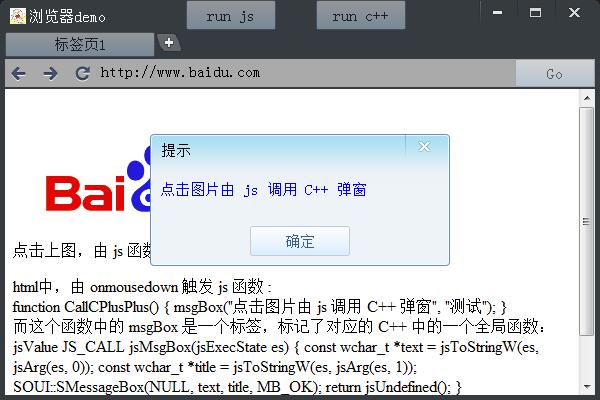 浏览器demo
run js
run c++
标签页1
http://www.baidu.com
Go
Bai
提示
点击图片由 js 调用 C++ 弹窗
确定
点击上图，由 js 函
html中，由 onmousedown 触发 js 函数 :
function CallCPlusPlus() { msgBox("点击图片由 js 调用 C++ 弹窗", "测试"); }
而这个函数中的 msgBox 是一个标签，标记了对应的 C++ 中的一个全局函数：
jsValue JS_CALL jsMsgBox(jsExecState es) { const wchar_t *text = jsToStringW(es,
jsArg(es, 0)); const wchar_t *title = jsToStringW(es, jsArg(es, 1));
SOUI::SMessageBox(NULL, text, title, MB_OK); return jsUndefined(); }